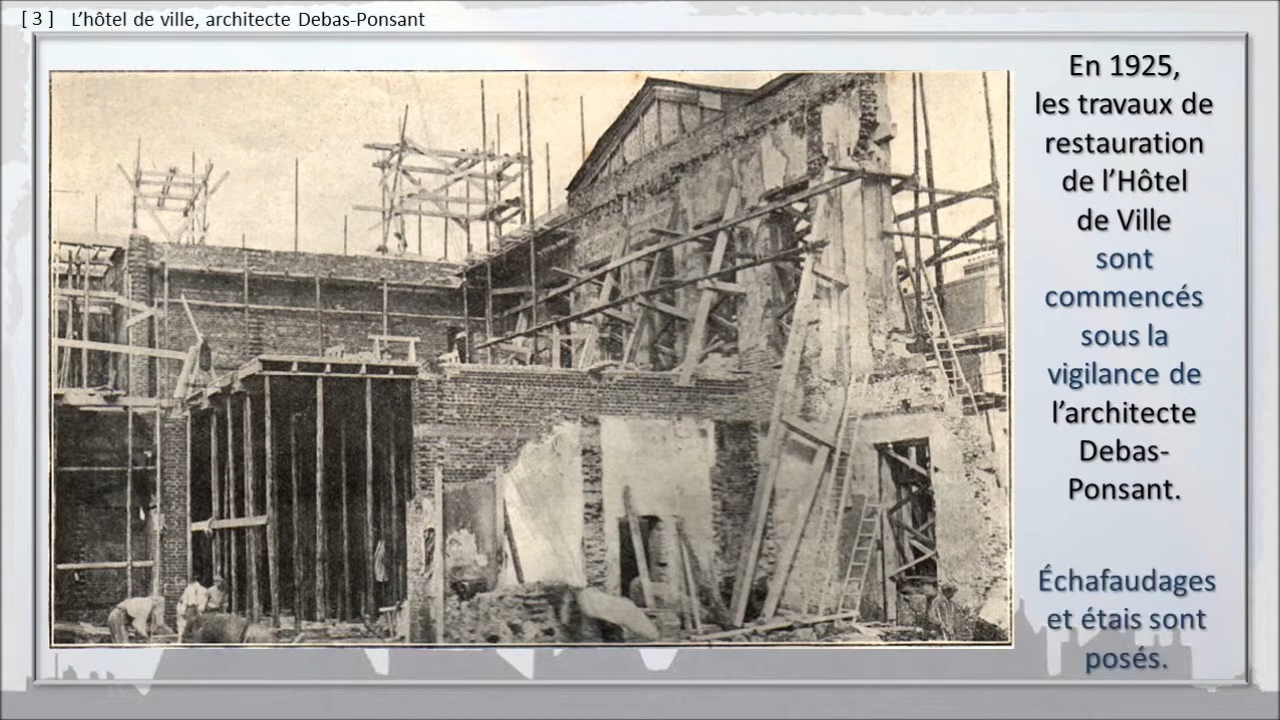 [ 3 ] L’hôtel de ville, architecte Debas-Ponsant
En 1925,
les travaux de
restauration
de l’Hôtel
de Ville
sont
commencés
sous la
vigilance de
l’architecte
Debas-
Ponsant.
Échafaudages
et étais sont
posés.